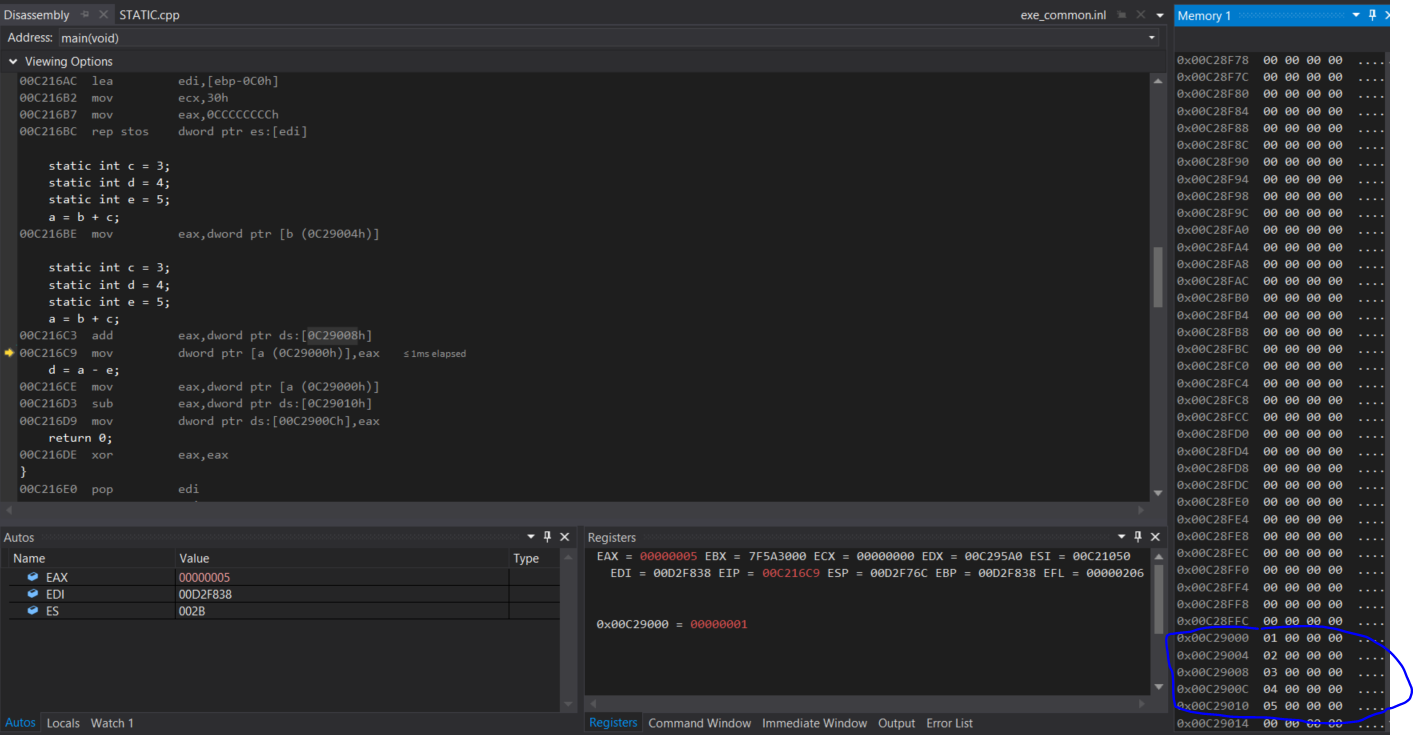 Disassembly STATIC.cpp exe_common.inl
Address: main(void)
Viewing Options
00C216AC lea edi,[ebp-0C0h]
00C216B2 mov ecx,30h
00C216B7 mov eax,0CCCCCCCCh
00C216BC rep stos dword ptr es:[edi]
static int c = 3;
static int d = 4;
static int e = 5;
a = b + c;
00C216BE mov eax,dword ptr [b (0C29004h)]
static int c = 3;
static int d = 4;
static int e = 5;
a = b + c;
00C216C3 add eax,dword ptr ds:[0C29008h]
00C216C9 mov dword ptr [a (0C29000h)],eax ≤1ms elapsed
d = a - e;
00C216CE mov eax,dword ptr [a (0C29000h)]
00C216D3 sub eax,dword ptr ds:[0C29010h]
00C216D9 mov dword ptr ds:[00C2900Ch],eax
return 0;
00C216DE xor eax,eax
}
00C216E0 pop edi
Autos
Name Value Type
EAX 00000005
EDI 00D2F838
ES 002B
Autos Locals Watch 1
Registers
EAX = 00000005 EBX = 7F5A3000 ECX = 00000000 EDX = 00C295A0 ESI = 00C21050
EDI = 00D2F838 EIP = 00C216C9 ESP = 00D2F76C EBP = 00D2F838 EFL = 00000206
0x00C29000 = 00000001
Registers Command Window Immediate Window Output Error List
Memory 1
0x00C28F78 00 00 00 00 ....
0x00C28F7C 00 00 00 00 ....
0x00C28F80 00 00 00 00 ....
0x00C28F84 00 00 00 00 ....
0x00C28F88 00 00 00 00 ....
0x00C28F8C 00 00 00 00 ....
0x00C28F90 00 00 00 00 ....
0x00C28F94 00 00 00 00 ....
0x00C28F98 00 00 00 00 ....
0x00C28F9C 00 00 00 00 ....
0x00C28FA0 00 00 00 00 ....
0x00C28FA4 00 00 00 00 ....
0x00C28FA8 00 00 00 00 ....
0x00C28FAC 00 00 00 00 ....
0x00C28FB0 00 00 00 00 ....
0x00C28FB4 00 00 00 00 ....
0x00C28FB8 00 00 00 00 ....
0x00C28FBC 00 00 00 00 ....
0x00C28FC0 00 00 00 00 ....
0x00C28FC4 00 00 00 00 ....
0x00C28FC8 00 00 00 00 ....
0x00C28FCC 00 00 00 00 ....
0x00C28FD0 00 00 00 00 ....
0x00C28FD4 00 00 00 00 ....
0x00C28FD8 00 00 00 00 ....
0x00C28FDC 00 00 00 00 ....
0x00C28FE0 00 00 00 00 ....
0x00C28FE4 00 00 00 00 ....
0x00C28FE8 00 00 00 00 ....
0x00C28FEC 00 00 00 00 ....
0x00C28FF0 00 00 00 00 ....
0x00C28FF4 00 00 00 00 ....
0x00C28FF8 00 00 00 00 ....
0x00C28FFC 00 00 00 00 ....
0x00C29000 01 00 00 00 ....
0x00C29004 02 00 00 00 ....
0x00C29008 03 00 00 00 ....
0x00C2900C 04 00 00 00 ....
0x00C29010 05 00 00 00 ....
0x00C29014 00 00 00 00 ....